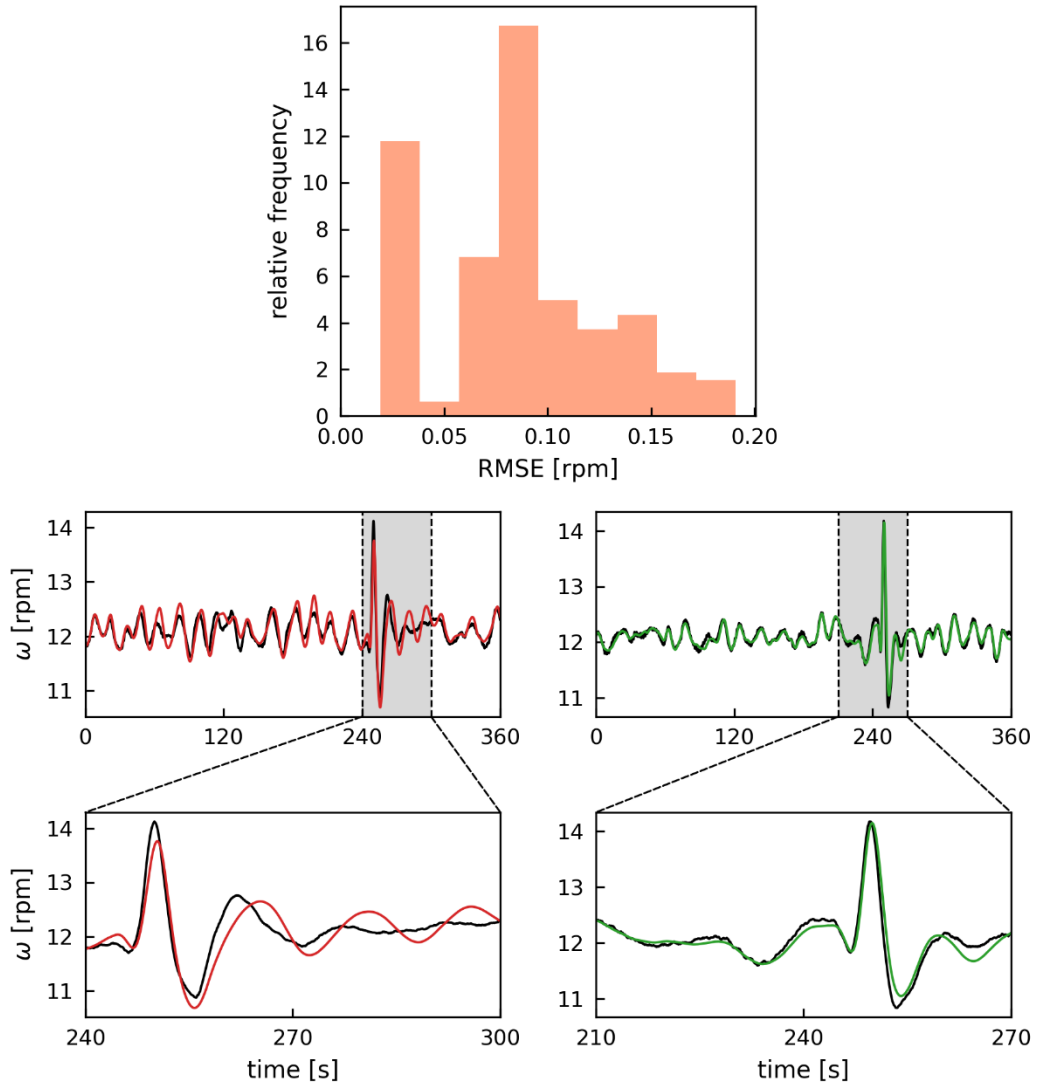 16
14
12
10
8
6
4
2
0
relative frequency
0.00 0.05 0.10 0.15 0.20
RMSE [rpm]
14
13
12
11
ω [rpm]
0 120 240 360
14
13
12
11
0 120 240 360
14
13
12
11
ω [rpm]
240 270 300
time [s]
14
13
12
11
210 240 270
time [s]